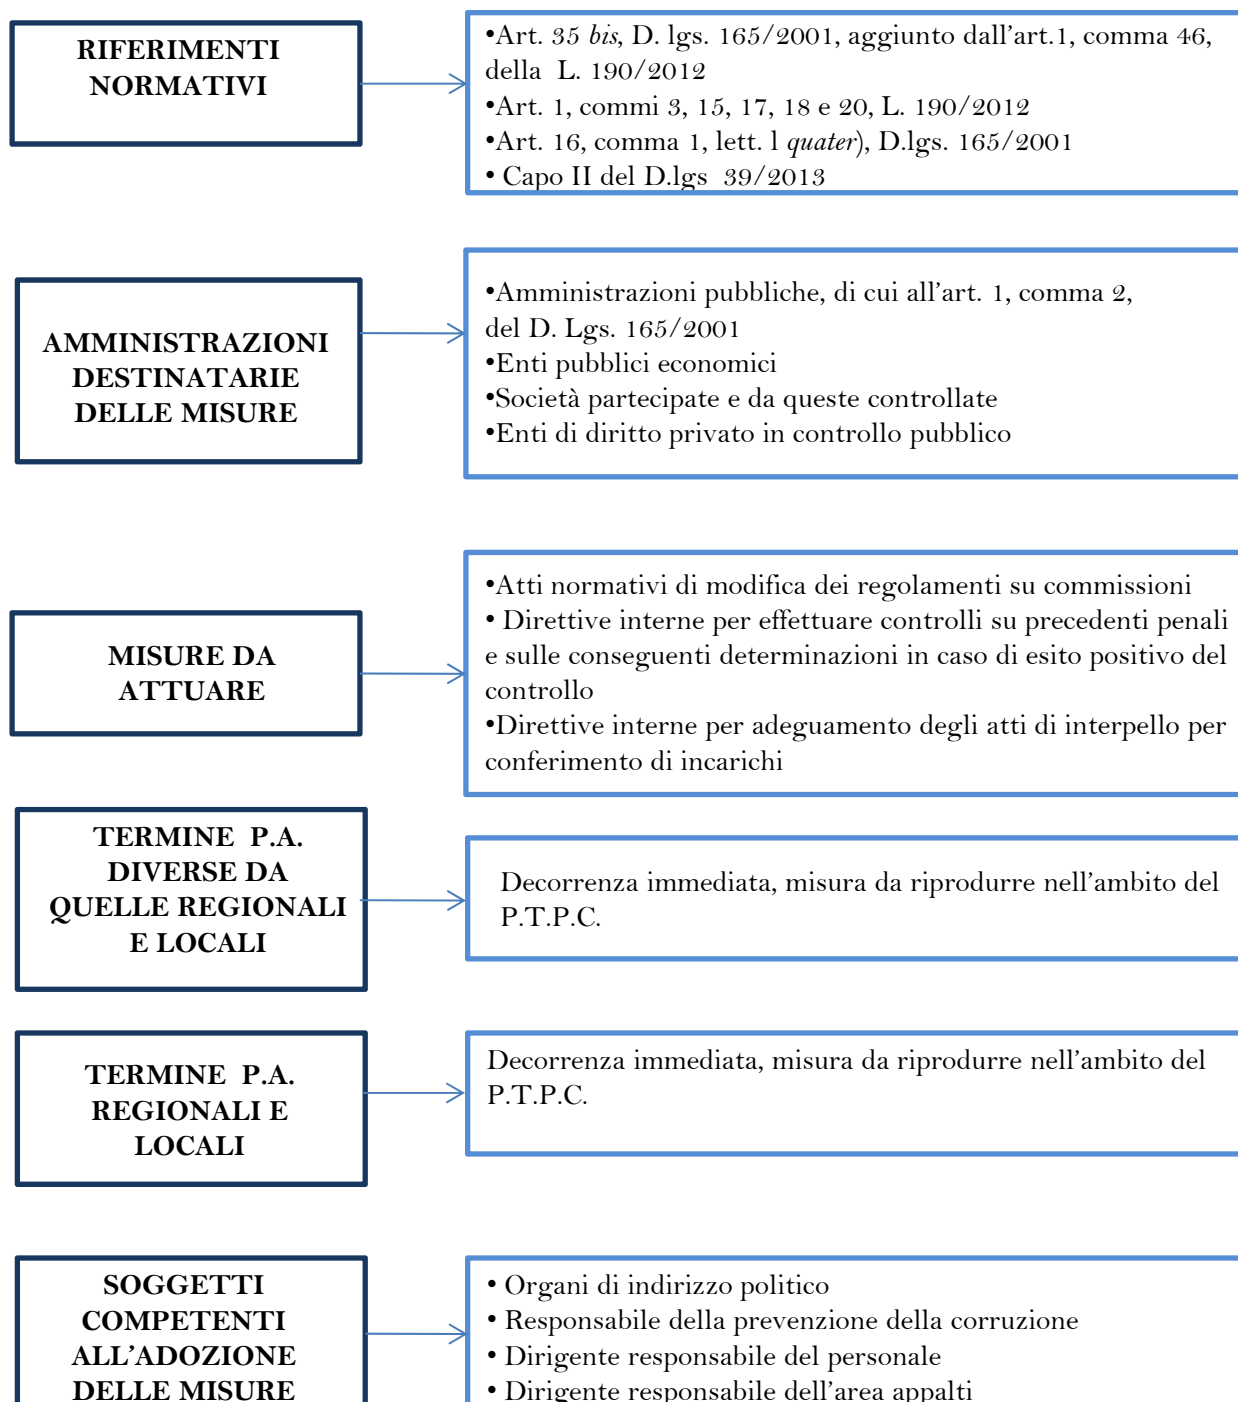 RIFERIMENTI
NORMATIVI
•Art. 35 bis, D. lgs. 165/2001, aggiunto dall’art.1, comma 46,
della L. 190/2012
•Art. 1, commi 3, 15, 17, 18 e 20, L. 190/2012
•Art. 16, comma 1, lett. l quater), D.lgs. 165/2001
• Capo II del D.lgs 39/2013
AMMINISTRAZIONI
DESTINATARIE
DELLE MISURE
•Amministrazioni pubbliche, di cui all’art. 1, comma 2,
del D. Lgs. 165/2001
•Enti pubblici economici
•Società partecipate e da queste controllate
•Enti di diritto privato in controllo pubblico
MISURE DA
ATTUARE
•Atti normativi di modifica dei regolamenti su commissioni
• Direttive interne per effettuare controlli su precedenti penali
e sulle conseguenti determinazioni in caso di esito positivo del
controllo
•Direttive interne per adeguamento degli atti di interpello per
conferimento di incarichi
TERMINE P.A.
DIVERSE DA
QUELLE REGIONALI
E LOCALI
Decorrenza immediata, misura da riprodurre nell’ambito del
P.T.P.C.
TERMINE P.A.
REGIONALI E
LOCALI
Decorrenza immediata, misura da riprodurre nell’ambito del
P.T.P.C.
SOGGETTI
COMPETENTI
ALL’ADOZIONE
DELLE MISURE
• Organi di indirizzo politico
• Responsabile della prevenzione della corruzione
• Dirigente responsabile del personale
• Dirigente responsabile dell’area appalti